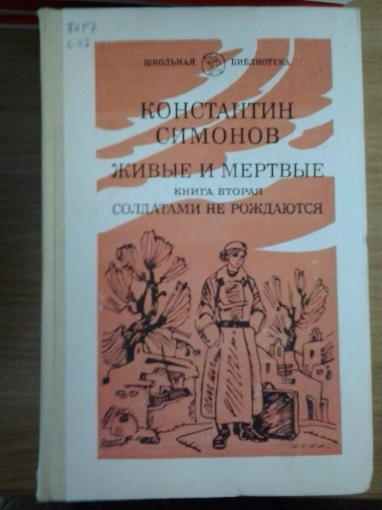 ШКОЛЬНАЯ БИБЛИОТЕКА
КОНСТАНТИН
СИМОНОВ
ЖИВЫЕ И МЕРТВЫЕ
КНИГА ВТОРАЯ
СОЛДАТАМИ НЕ РОЖДАЮТСЯ